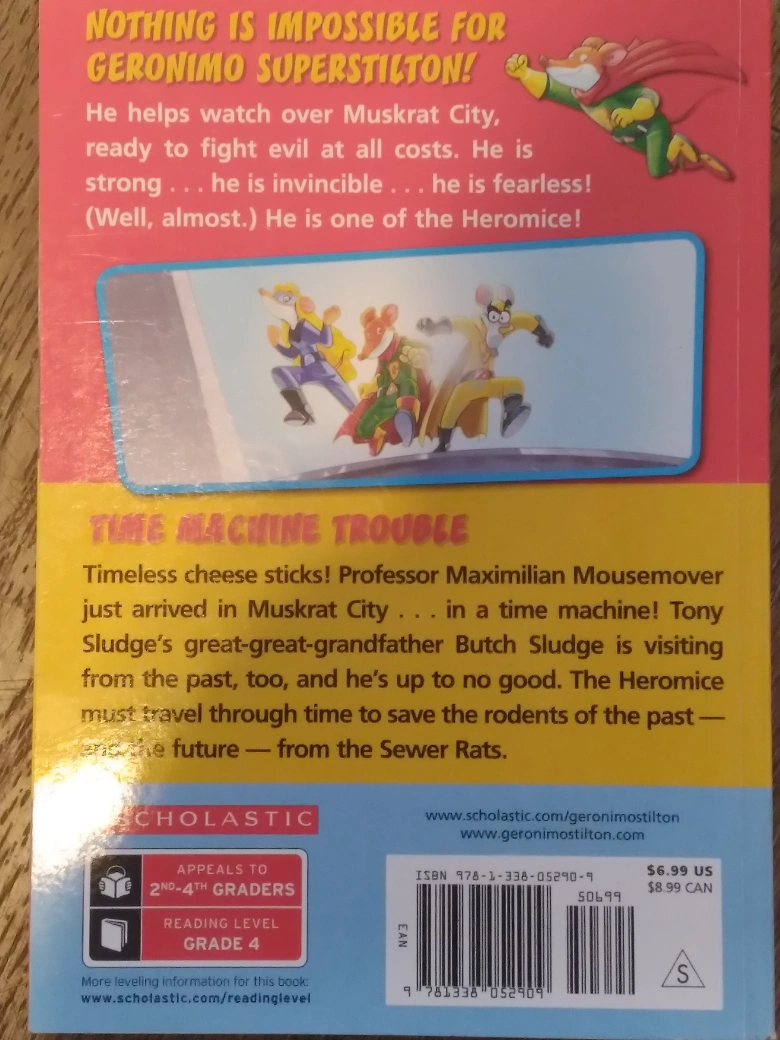 NOTHING IS IMPOSSIBLE FOR
GERONIMO SUPERSTILTON!
He helps watch over Muskrat City,
ready to fight evil at all costs. He is
strong . . . he is invincible . . . he is fearless!
(Well, almost.) He is one of the Heromice!
TIME MACHINE TROUBLE
Timeless cheese sticks! Professor Maximilian Mousemover
just arrived in Muskrat City . . . in a time machine! Tony
Sludge's great-great-grandfather Butch Sludge is visiting
from the past, too, and he's up to no good. The Heromice
must travel through time to save the rodents of the past —
and the future — from the Sewer Rats.
SCHOLASTIC
www.scholastic.com/geronimostilton
www.geronimostilton.com
APPEALS TO
2ND-4TH GRADERS
READING LEVEL
GRADE 4
More leveling information for this book:
www.scholastic.com/readinglevel
ISBN 978-1-338-05290-9
50699
EAN
9 781338 052909
$6.99 US
$8.99 CAN
S